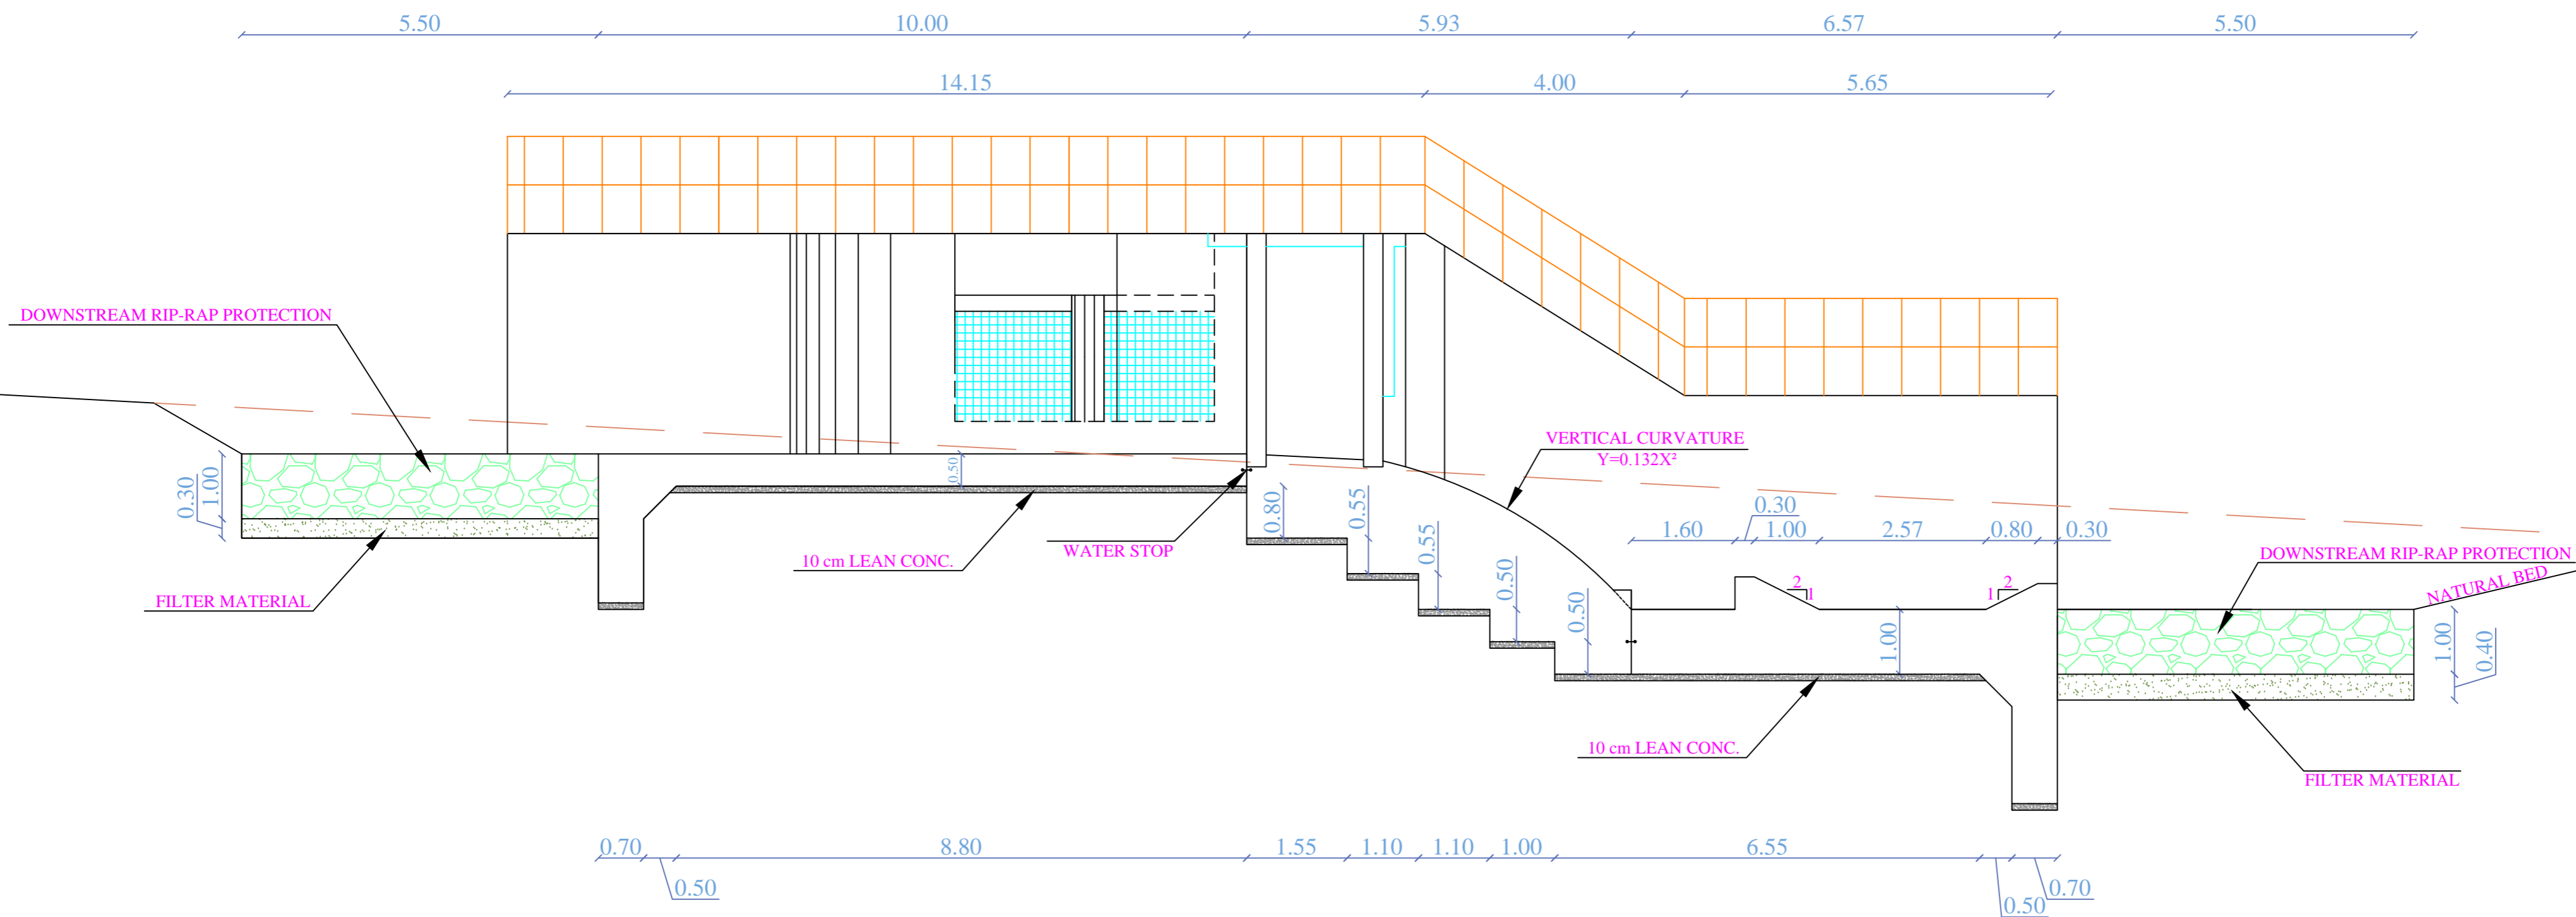 5.50 10.00 5.93 6.57 5.50
14.15 4.00 5.65
DOWNSTREAM RIP-RAP PROTECTION
VERTICAL CURVATURE
Y=0.132X²
0.30
1.00
0.50
0.80
0.55
0.55
0.50
0.50
0.30
1.60 1.00 2.57 0.80 0.30
WATER STOP
10 cm LEAN CONC.
FILTER MATERIAL
2
1
2
1
DOWNSTREAM RIP-RAP PROTECTION
NATURAL BED
1.00
1.00
0.40
10 cm LEAN CONC.
FILTER MATERIAL
0.70 8.80 1.55 1.10 1.10 1.00 6.55
0.50 0.70
0.50